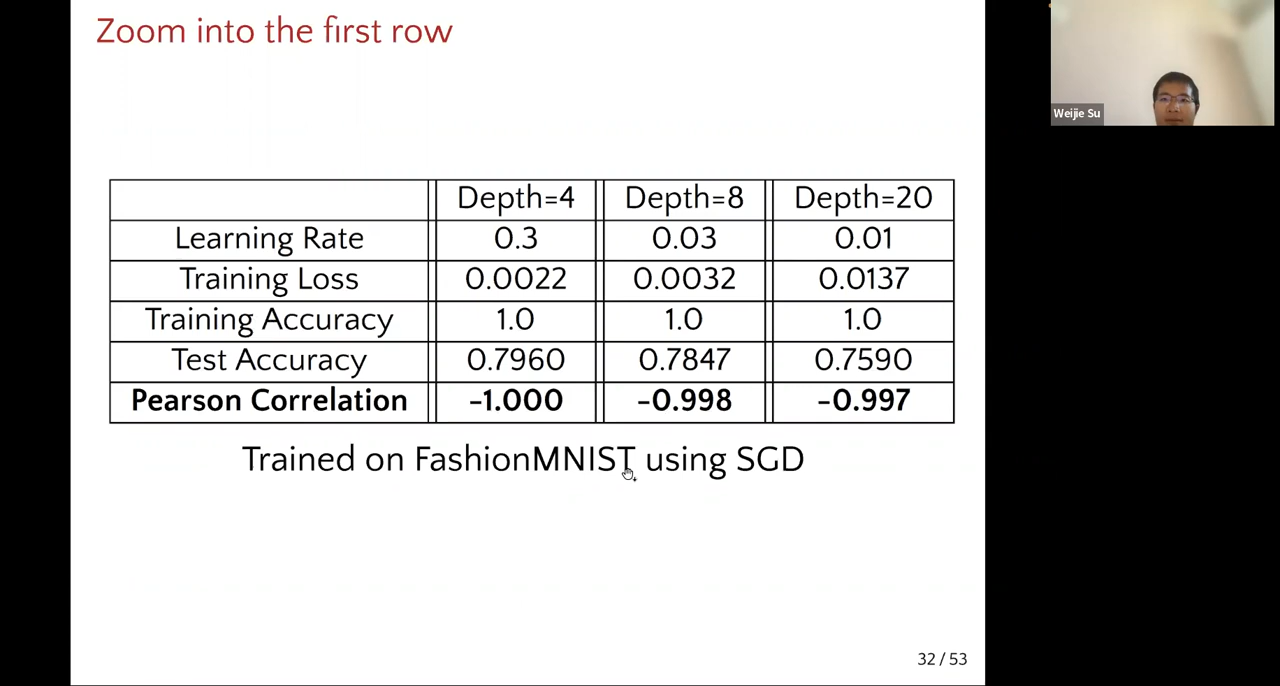 Zoom into the first row
Weijie Su
Depth=4 Depth=8 Depth=20
Learning Rate 0.3 0.03 0.01
Training Loss 0.0022 0.0032 0.0137
Training Accuracy 1.0 1.0 1.0
Test Accuracy 0.7960 0.7847 0.7590
Pearson Correlation -1.000 -0.998 -0.997
Trained on FashionMNIST using SGD
32 / 53